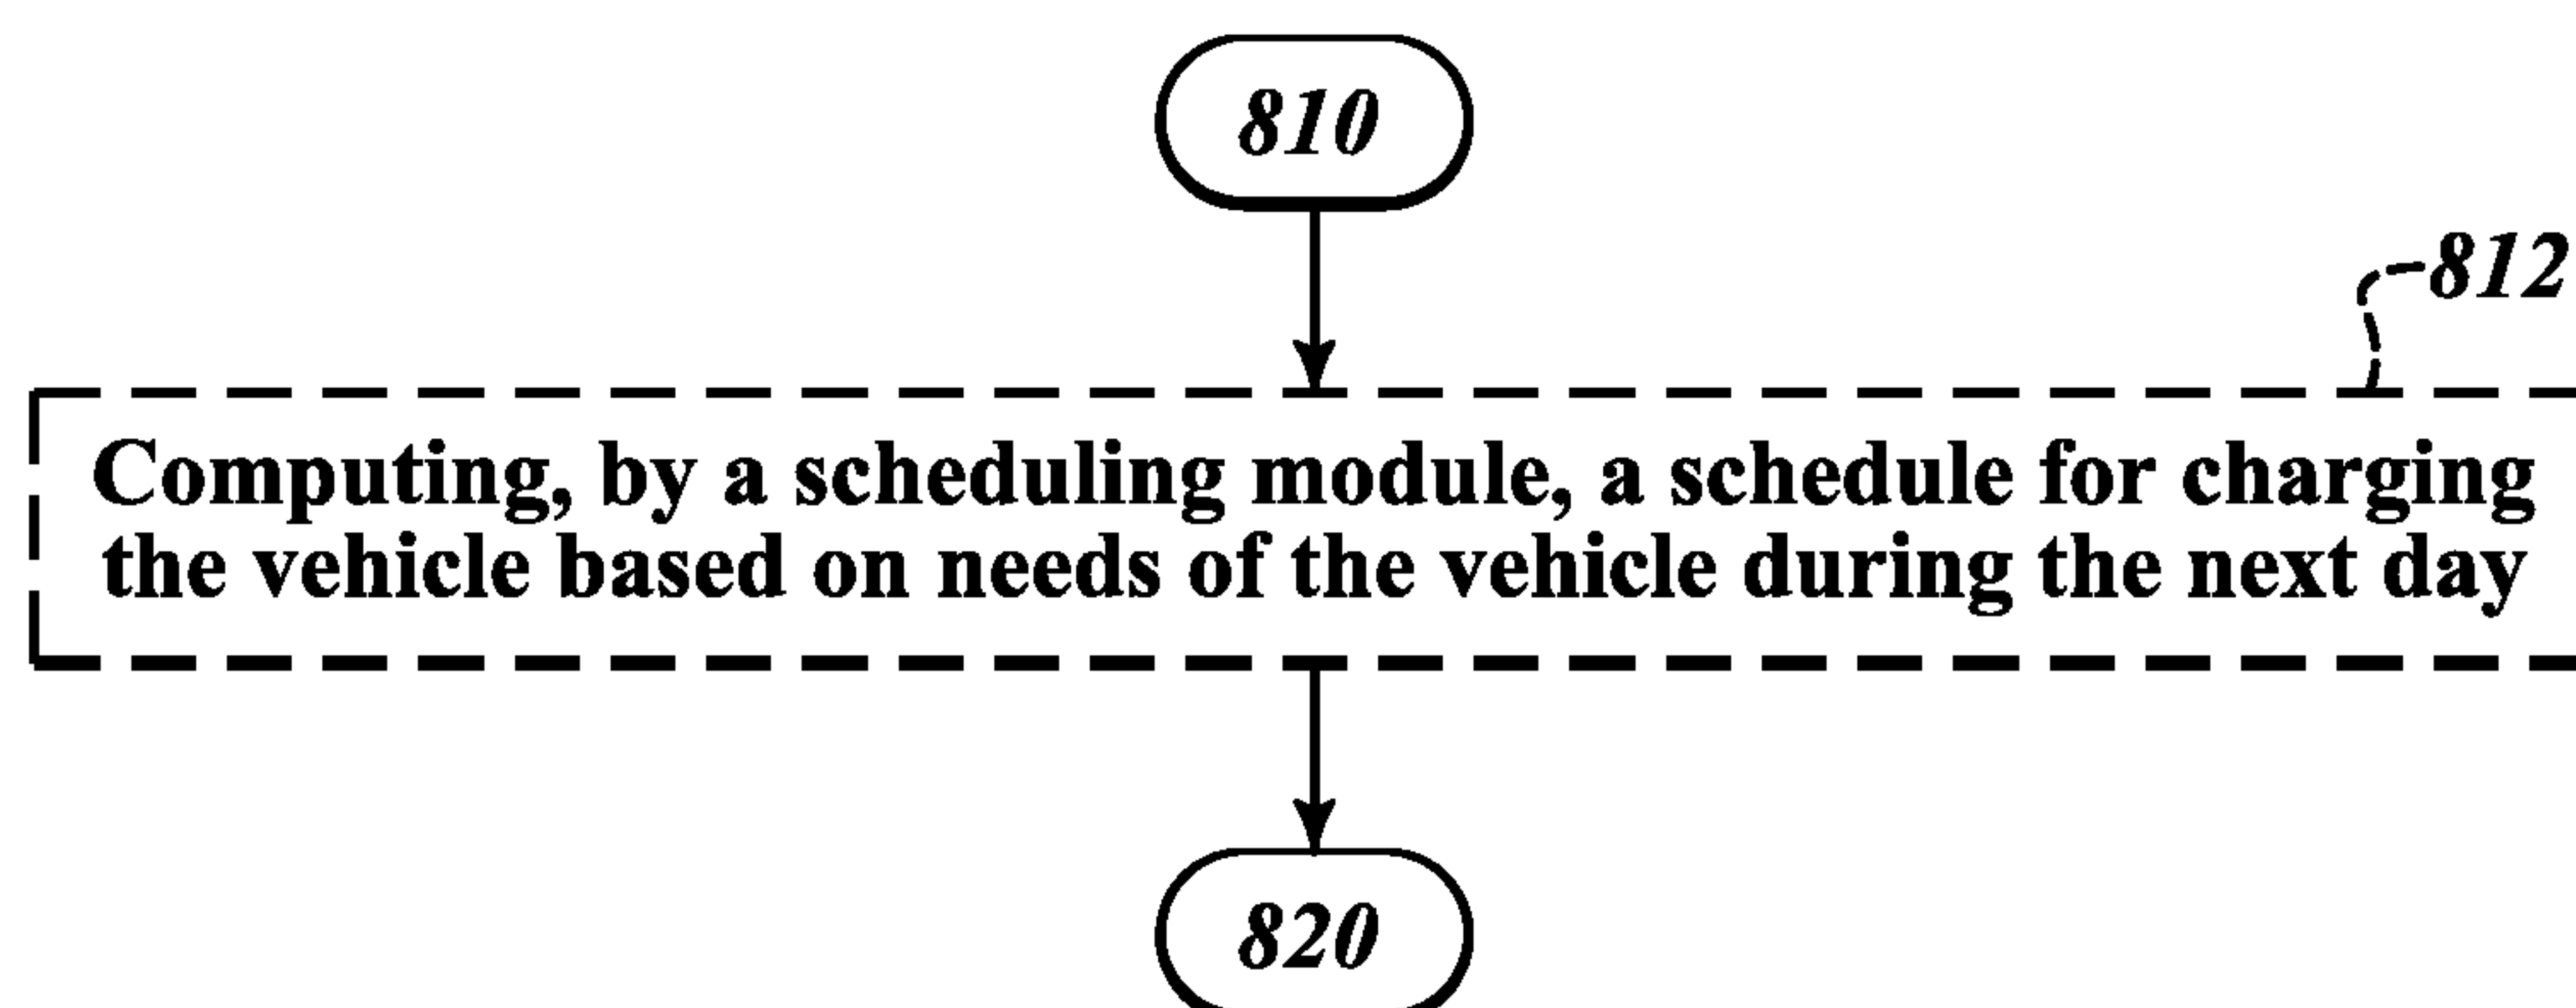 810
812
Computing, by a scheduling module, a schedule for charging
the vehicle based on needs of the vehicle during the next day
820